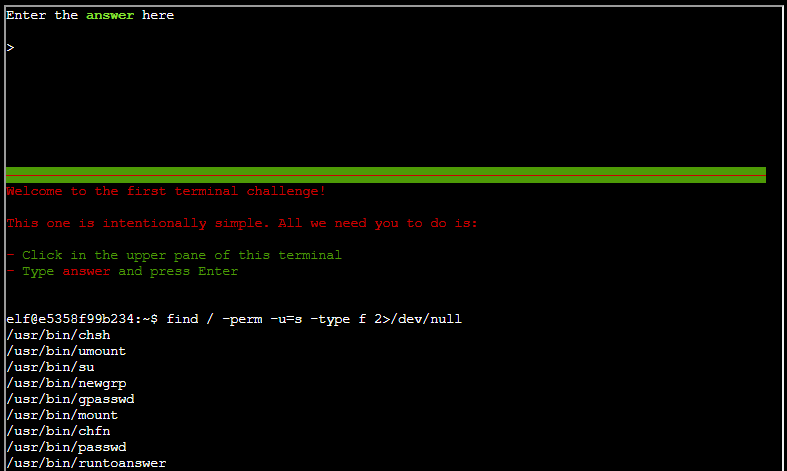 Enter the answer here
>
Welcome to the first terminal challenge!
This one is intentionally simple. All we need you to do is:
- Click in the upper pane of this terminal
- Type answer and press Enter
elf@e5358f99b234:~$ find / -perm -u=s -type f 2>/dev/null
/usr/bin/chsh
/usr/bin/umount
/usr/bin/su
/usr/bin/newgrp
/usr/bin/gpasswd
/usr/bin/mount
/usr/bin/chfn
/usr/bin/passwd
/usr/bin/runtoanswer